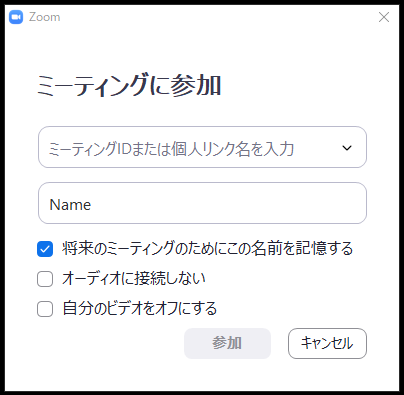 Zoom
ミーティングに参加
ミーティングIDまたは個人リンク名を入力
Name
将来のミーティングのためにこの名前を記憶する
オーディオに接続しない
自分のビデオをオフにする
参加 キャンセル